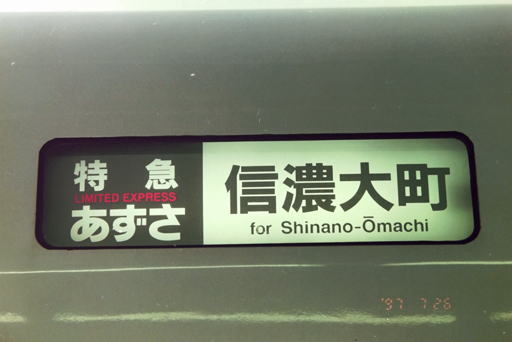 特急
LIMITED EXPRESS
あずさ
信濃大町
for Shinano-Ōmachi
'97 7 26